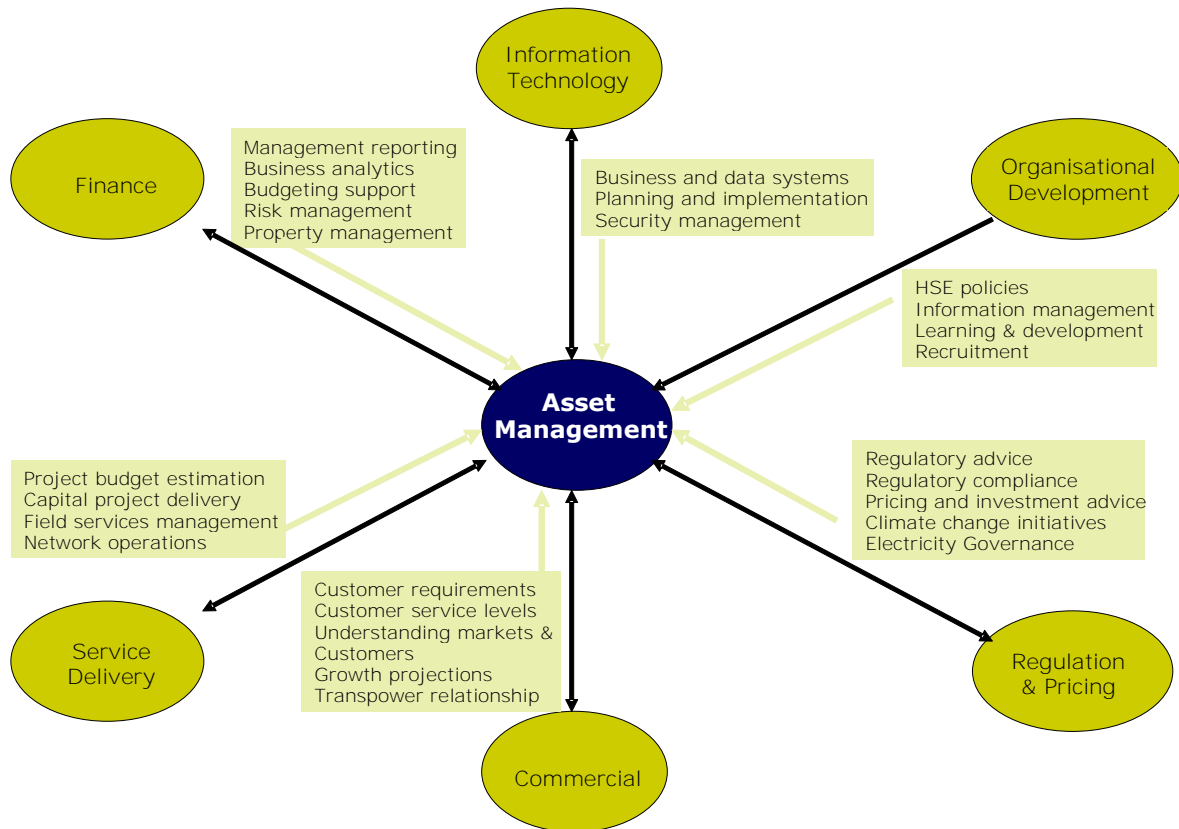 Information
Technology
Finance
Management reporting
Business analytics
Budgeting support
Risk management
Property management
Business and data systems
Planning and implementation
Security management
Organisational
Development
HSE policies
Information management
Learning & development
Recruitment
Asset
Management
Project budget estimation
Capital project delivery
Field services management
Network operations
Regulatory advice
Regulatory compliance
Pricing and investment advice
Climate change initiatives
Electricity Governance
Customer requirements
Customer service levels
Understanding markets &
Customers
Growth projections
Transpower relationship
Service
Delivery
Regulation
& Pricing
Commercial